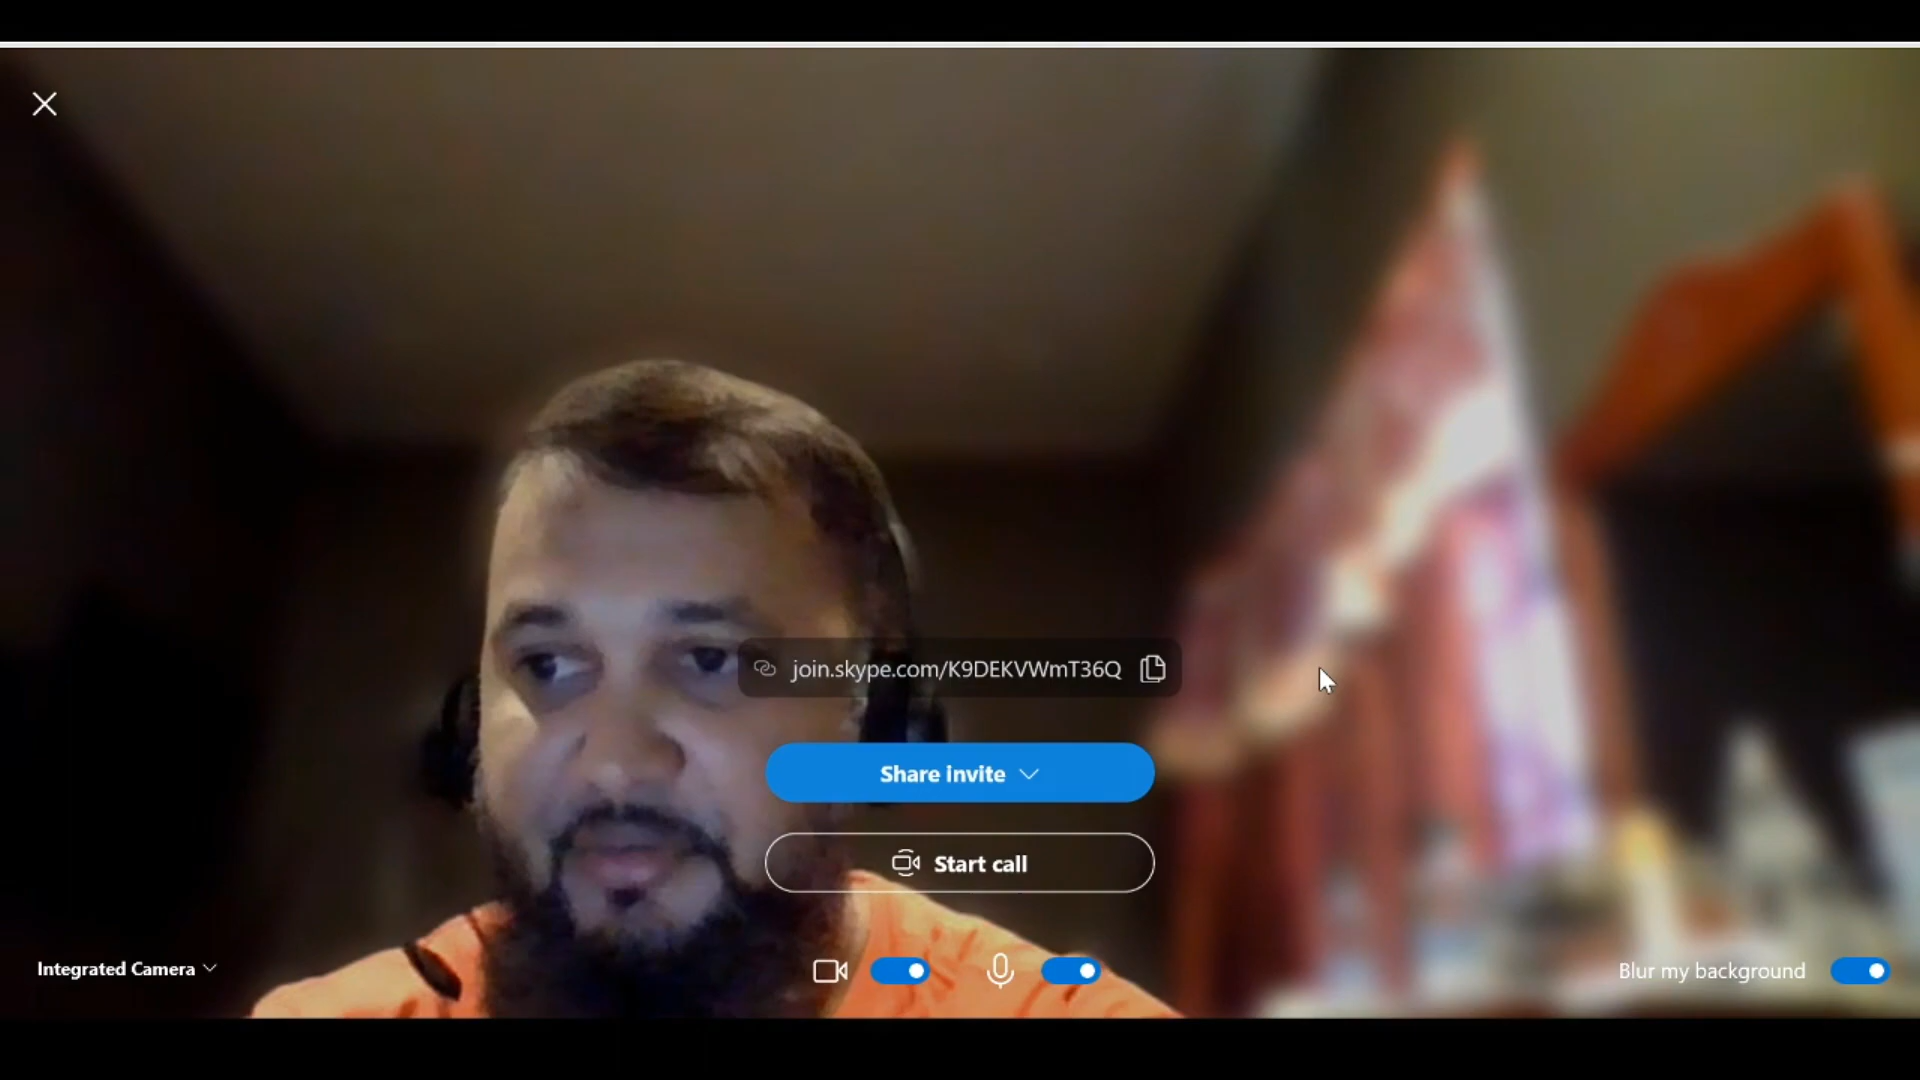 join.skype.com/K9DEKVWmT36Q
Share invite
Start call
Integrated Camera
Blur my background